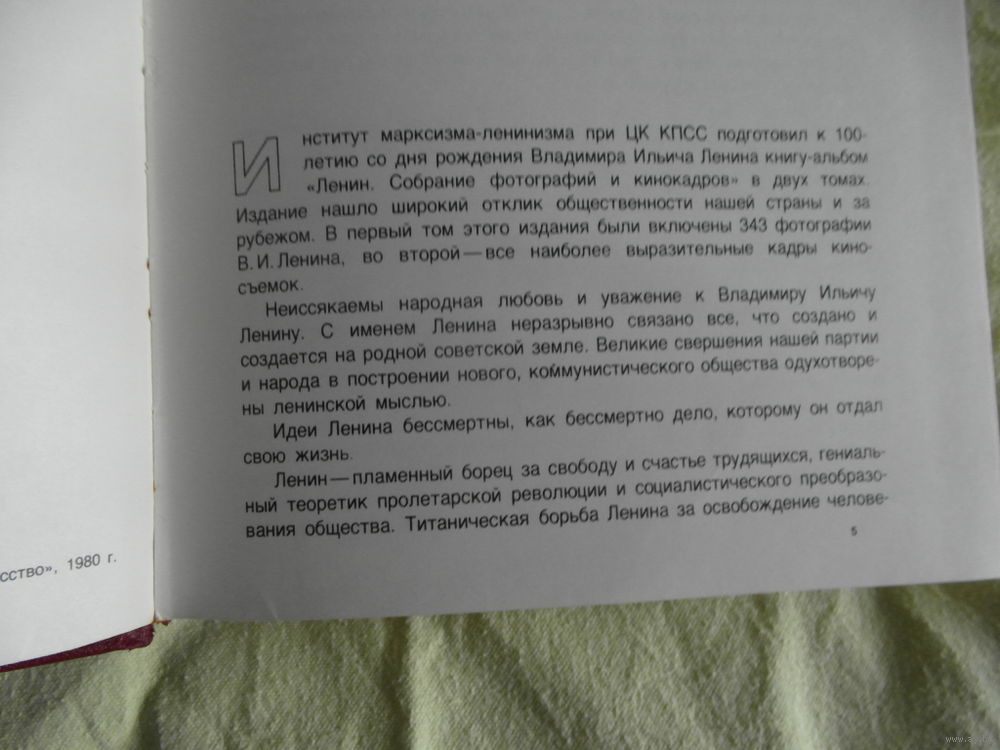 Институт марксизма-ленинизма при ЦК КПСС подготовил к 100-
летию со дня рождения Владимира Ильича Ленина книгу-альбом
«Ленин. Собрание фотографий и кинокадров» в двух томах.
Издание нашло широкий отклик общественности нашей страны и за
рубежом. В первый том этого издания были включены 343 фотографии
В. И. Ленина, во второй — все наиболее выразительные кадры кино-
съемок.
Неиссякаемы народная любовь и уважение к Владимиру Ильичу
Ленину. С именем Ленина неразрывно связано все, что создано и
создается на родной советской земле. Великие свершения нашей партии
и народа в построении нового, коммунистического общества одухотворе-
ны ленинской мыслью.
Идеи Ленина бессмертны, как бессмертно дело, которому он отдал
свою жизнь.
Ленин — пламенный борец за свободу и счастье трудящихся, гениаль-
ный теоретик пролетарской революции и социалистического преобразо-
вания общества. Титаническая борьба Ленина за освобождение челове-
5
сство», 1980 г.